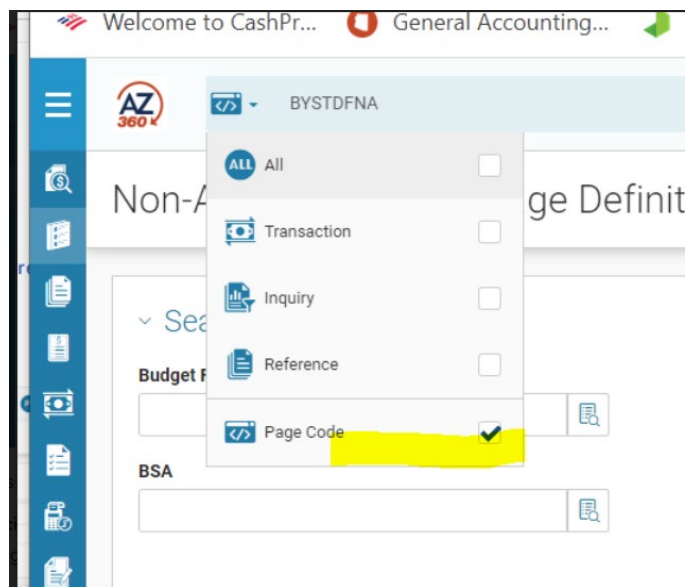 Welcome to CashPr... General Accounting...
AZ
360
BYSTDFNA
ALL All
Non-A ge Definit
Transaction
Inquiry
Sea
Reference
Budget F
Page Code
BSA